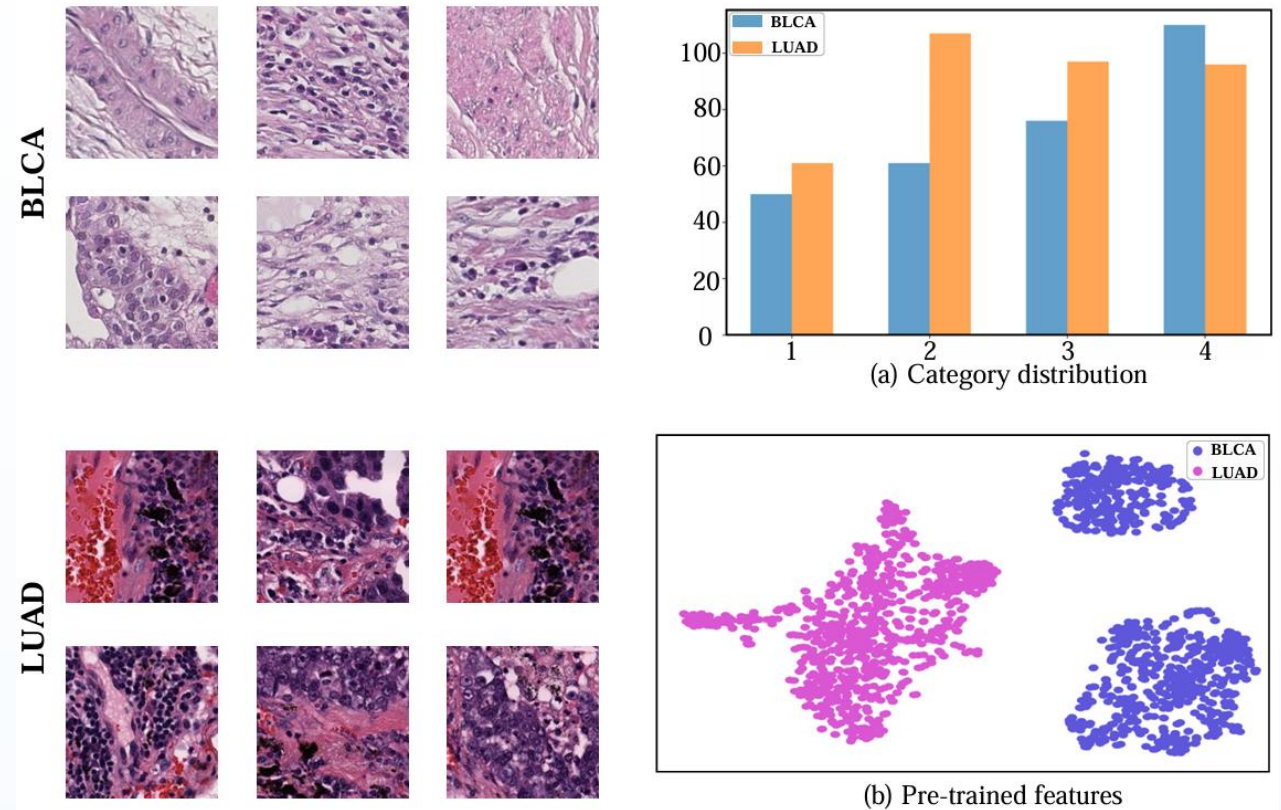 BLCA
LUAD
BLCA
LUAD
100
80
60
40
20
0
1 2 3 4
(a) Category distribution
BLCA
LUAD
(b) Pre-trained features